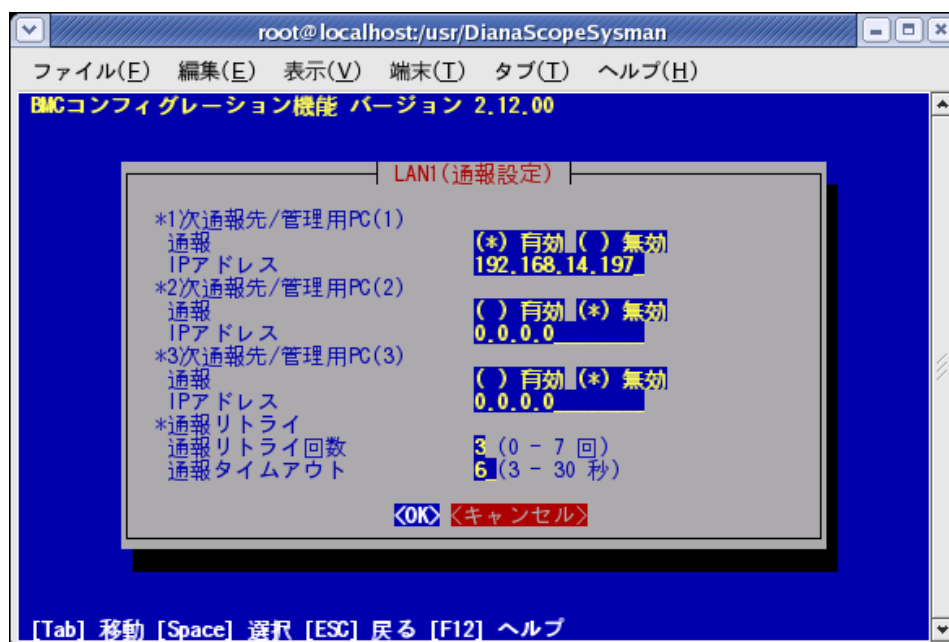 root@localhost:/usr/DianaScopeSysman
ファイル(F) 編集(E) 表示(V) 端末(T) タブ(T) ヘルプ(H)
BMCコンフィグレーション機能 バージョン 2.12.00
LAN1(通報設定)
*1次通報先/管理用PC(1)
通報 (*) 有効 ( ) 無効
IPアドレス 192.168.14.197_
*2次通報先/管理用PC(2)
通報 ( ) 有効 (*) 無効
IPアドレス 0.0.0.0________
*3次通報先/管理用PC(3)
通報 ( ) 有効 (*) 無効
IPアドレス 0.0.0.0________
*通報リトライ
通報リトライ回数 3 (0 - 7 回)
通報タイムアウト 6_(3 - 30 秒)
<OK> <キャンセル>
[Tab] 移動 [Space] 選択 [ESC] 戻る [F12] ヘルプ